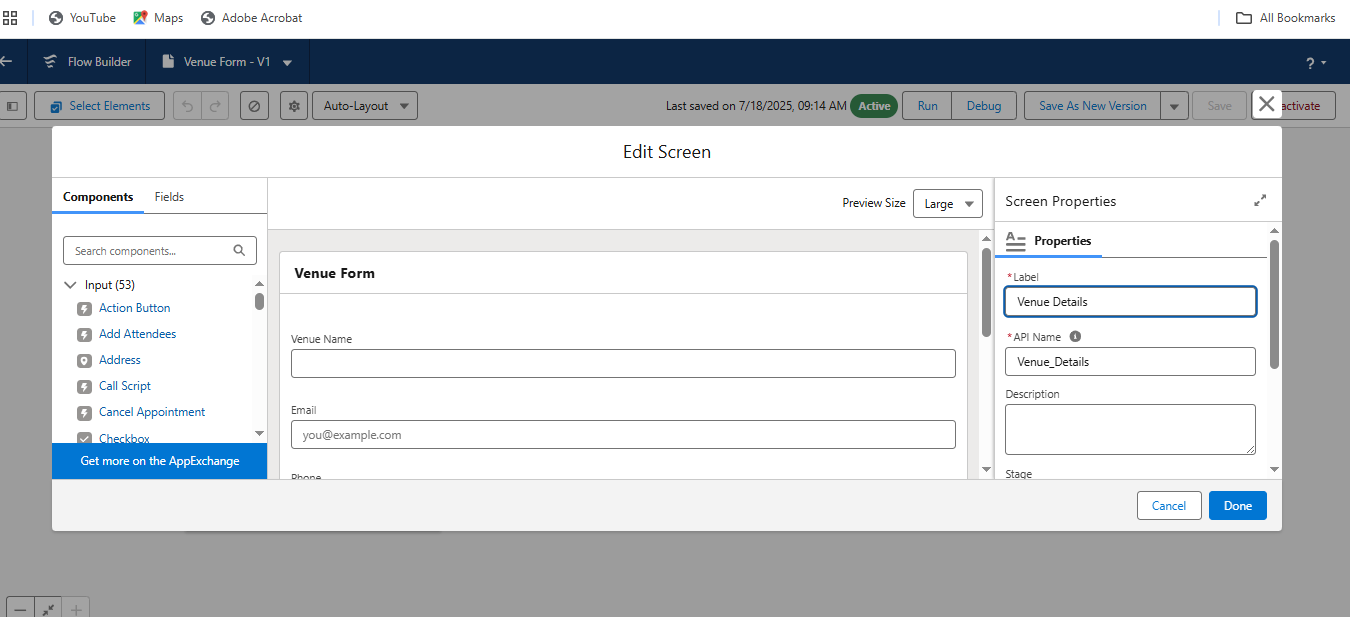 YouTube Maps Adobe Acrobat All Bookmarks
Flow Builder Venue Form - V1 ?
Select Elements Auto-Layout Last saved on 7/18/2025, 09:14 AM Active Run Debug Save As New Version Save activate
Edit Screen
Components Fields
Preview Size Large
Screen Properties
Search components...
Input (53)
Action Button
Add Attendees
Address
Call Script
Cancel Appointment
Checkbox
Get more on the AppExchange
Venue Form
Venue Name
Email
you@example.com
Phone
Properties
*Label
Venue Details
*API Name
Venue_Details
Description
Stage
Cancel Done